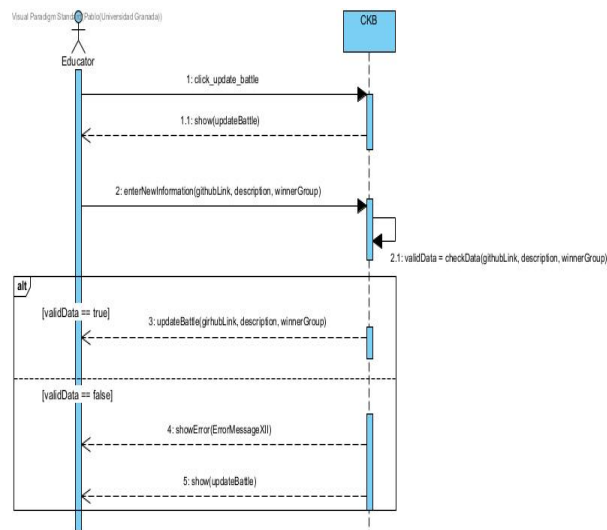 Visual Paradigm Standard Pablo(Universidad Granada))
CKB
Educator
1: click_update_battle
1.1: show(updateBattle)
2: enterNewInformation(githubLink, description, winnerGroup)
2.1: validData = checkData(githubLink, description, winnerGroup)
alt
[validData == true]
3: updateBattle(girhubLink, description, winnerGroup)
[validData == false]
4: showError(ErrorMessageXII)
5: show(updateBattle)